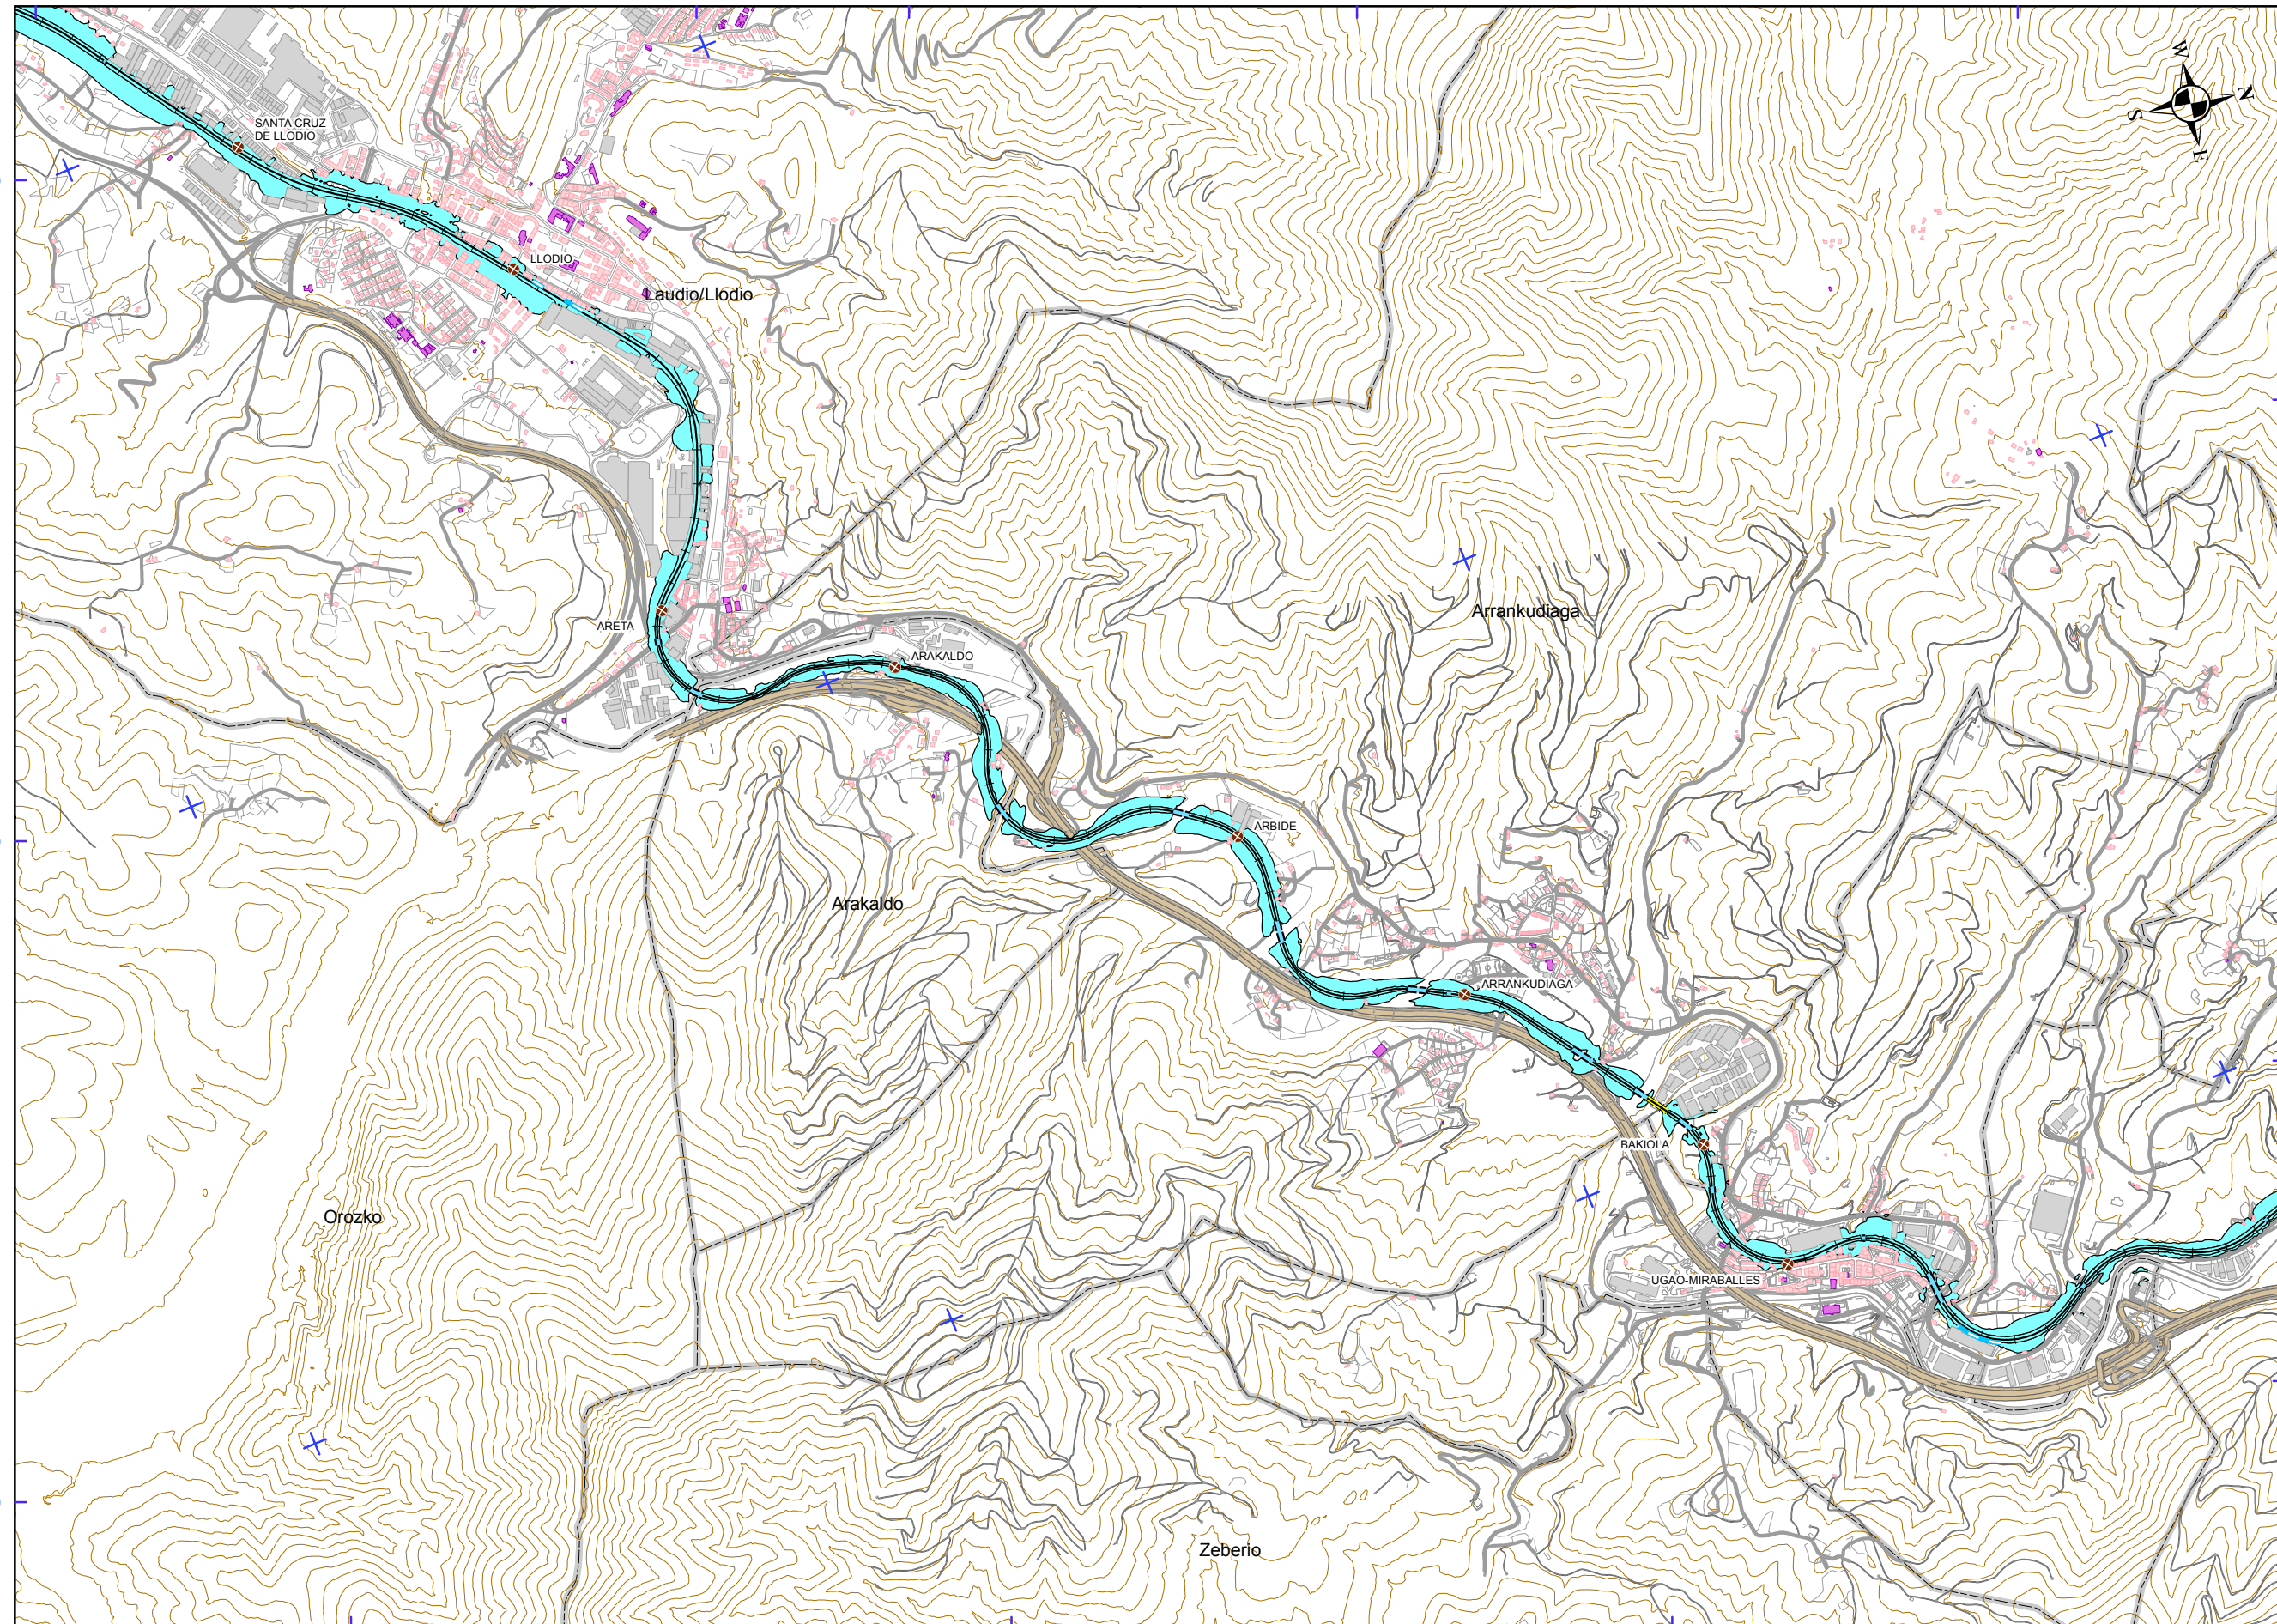 W
N
S
E
SANTA CRUZ
DE LLODIO
LLODIO
Laudio/Llodio
ARETA
ARAKALDO
Arrankudiaga
ARBIDE
Arakaldo
ARRANKUDIAGA
BAKIOLA
Orozko
UGAO-MIRABALLES
Zeberio